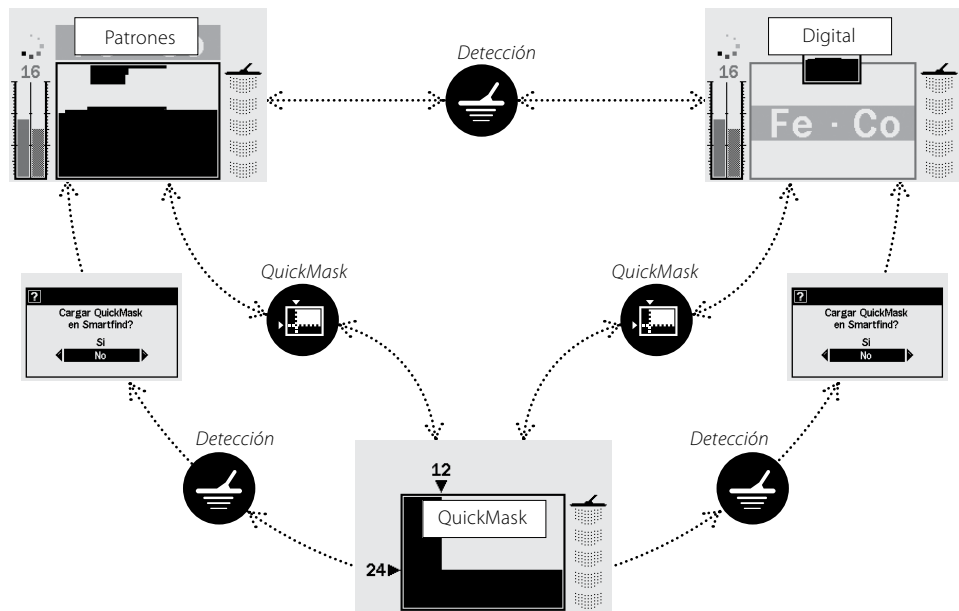 Patrones
16
Detección
Digital
16
Fe · Co
QuickMask
QuickMask
?
Cargar QuickMask
en Smartfind?
Si
No
?
Cargar QuickMask
en Smartfind?
Si
No
Detección
Detección
12
QuickMask
24